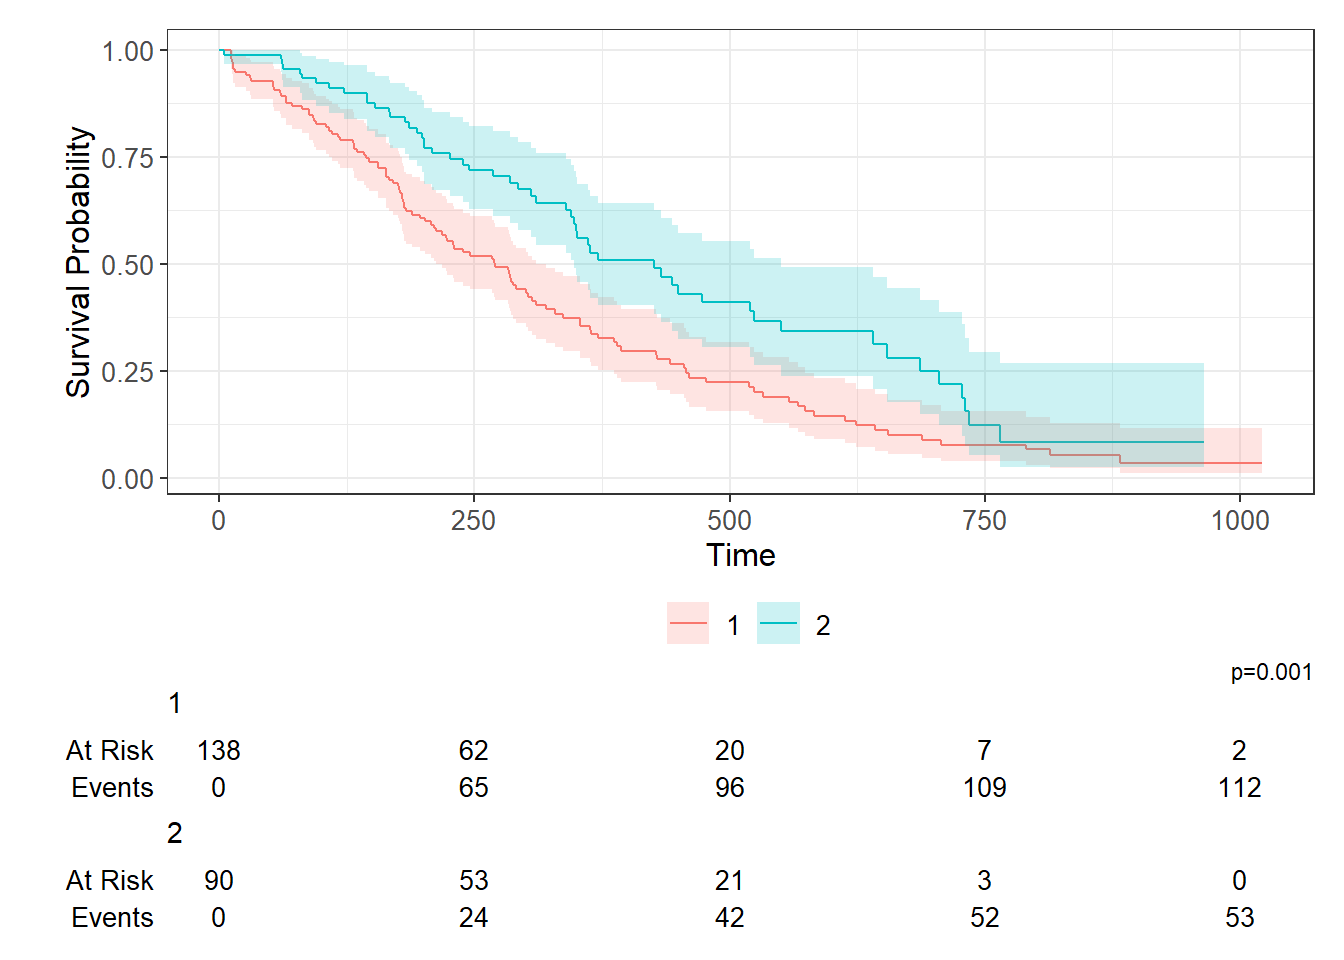 Survival Probability
1.00
0.75
0.50
0.25
0.00
0 250 500 750 1000
Time
1 2
p=0.001
1
At Risk 138 62 20 7 2
Events 0 65 96 109 112
2
At Risk 90 53 21 3 0
Events 0 24 42 52 53